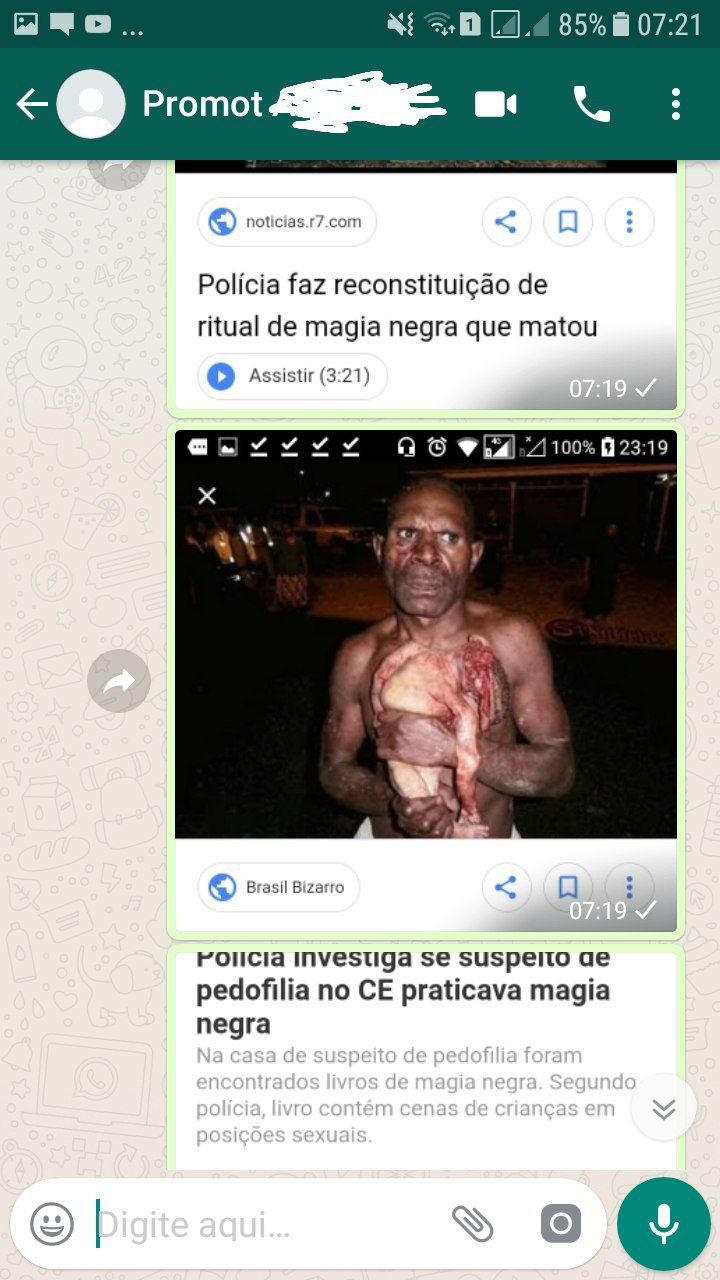 ... 1 85% 07:21
Promot
noticias.r7.com
Polícia faz reconstituição de
ritual de magia negra que matou
Assistir (3:21)
07:19
100% 23:19
Brasil Bizarro
07:19
Polícia investiga se suspeito de
pedofilia no CE praticava magia
negra
Na casa de suspeito de pedofilia foram
encontrados livros de magia negra. Segundo
polícia, livro contém cenas de crianças em
posições sexuais.
Digite aqui...